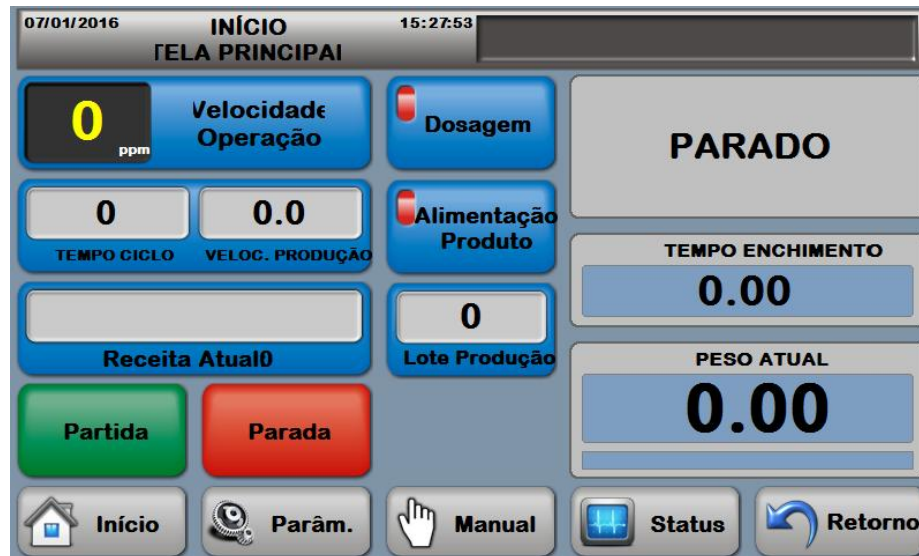 07/01/2016
INÍCIO
15:27:53
TELA PRINCIPAL
0
ppm
Velocidade
Operação
Dosagem
PARADO
0
0.0
TEMPO CICLO
VELOC. PRODUÇÃO
Alimentação
Produto
TEMPO ENCHIMENTO
0.00
Receita Atual0
0
Lote Produção
PESO ATUAL
0.00
Partida
Parada
Início
Parâm.
Manual
Status
Retorno